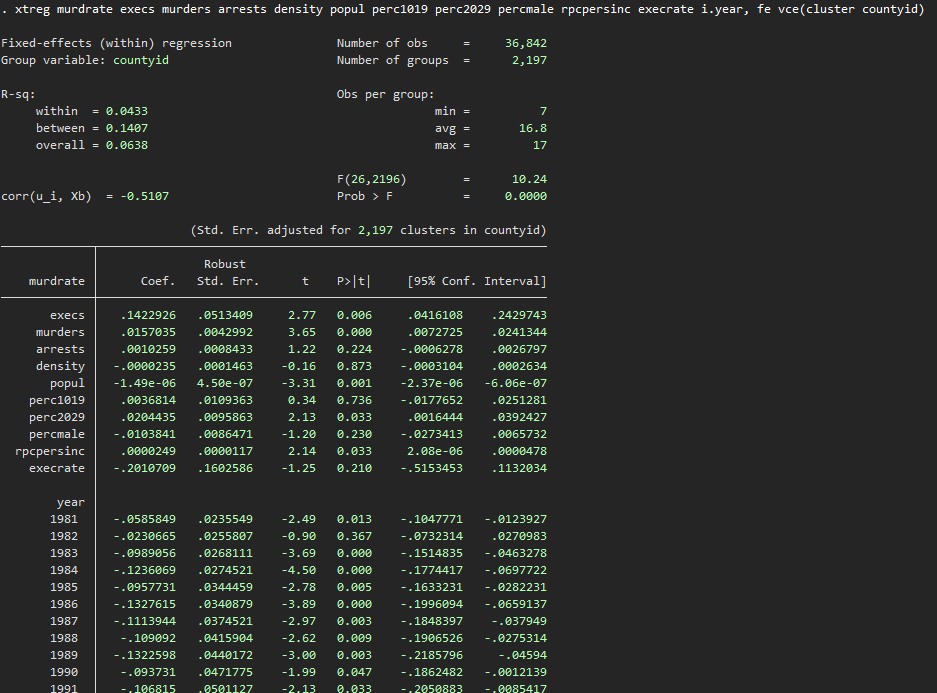 . xtreg murdrate execs murders arrests density popul perc1019 perc2029 percmale rpcpersinc execrate i.year, fe vce(cluster countyid)
Fixed-effects (within) regression Number of obs = 36,842
Group variable: countyid Number of groups = 2,197
R-sq: Obs per group:
within = 0.0433 min = 7
between = 0.1407 avg = 16.8
overall = 0.0638 max = 17
F(26,2196) = 10.24
corr(u_i, Xb) = -0.5107 Prob > F = 0.0000
(Std. Err. adjusted for 2,197 clusters in countyid)
Robust
murdrate Coef. Std. Err. t P>|t| [95% Conf. Interval]
execs .1422926 .0513409 2.77 0.006 .0416108 .2429743
murders .0157035 .0042992 3.65 0.000 .0072725 .0241344
arrests .0010259 .0008433 1.22 0.224 -.0006278 .0026797
density -.0000235 .0001463 -0.16 0.873 -.0003104 .0002634
popul -1.49e-06 4.50e-07 -3.31 0.001 -2.37e-06 -6.06e-07
perc1019 .0036814 .0109363 0.34 0.736 -.0177652 .0251281
perc2029 .0204435 .0095863 2.13 0.033 .0016444 .0392427
percmale -.0103841 .0086471 -1.20 0.230 -.0273413 .0065732
rpcpersinc .0000249 .0000117 2.14 0.033 2.08e-06 .0000478
execrate -.2010709 .1602586 -1.25 0.210 -.5153453 .1132034
year
1981 -.0585849 .0235549 -2.49 0.013 -.1047771 -.0123927
1982 -.0230665 .0255807 -0.90 0.367 -.0732314 .0270983
1983 -.0989056 .0268111 -3.69 0.000 -.1514835 -.0463278
1984 -.1236069 .0274521 -4.50 0.000 -.1774417 -.0697722
1985 -.0957731 .0344459 -2.78 0.005 -.1633231 -.0282231
1986 -.1327615 .0340879 -3.89 0.000 -.1996094 -.0659137
1987 -.1113944 .0374521 -2.97 0.003 -.1848397 -.037949
1988 -.109092 .0415904 -2.62 0.009 -.1906526 -.0275314
1989 -.1322598 .0440172 -3.00 0.003 -.2185796 -.04594
1990 -.093731 .0471775 -1.99 0.047 -.1862482 -.0012139
1991 -.106815 .0501127 -2.13 0.033 -.2050883 -.0085417